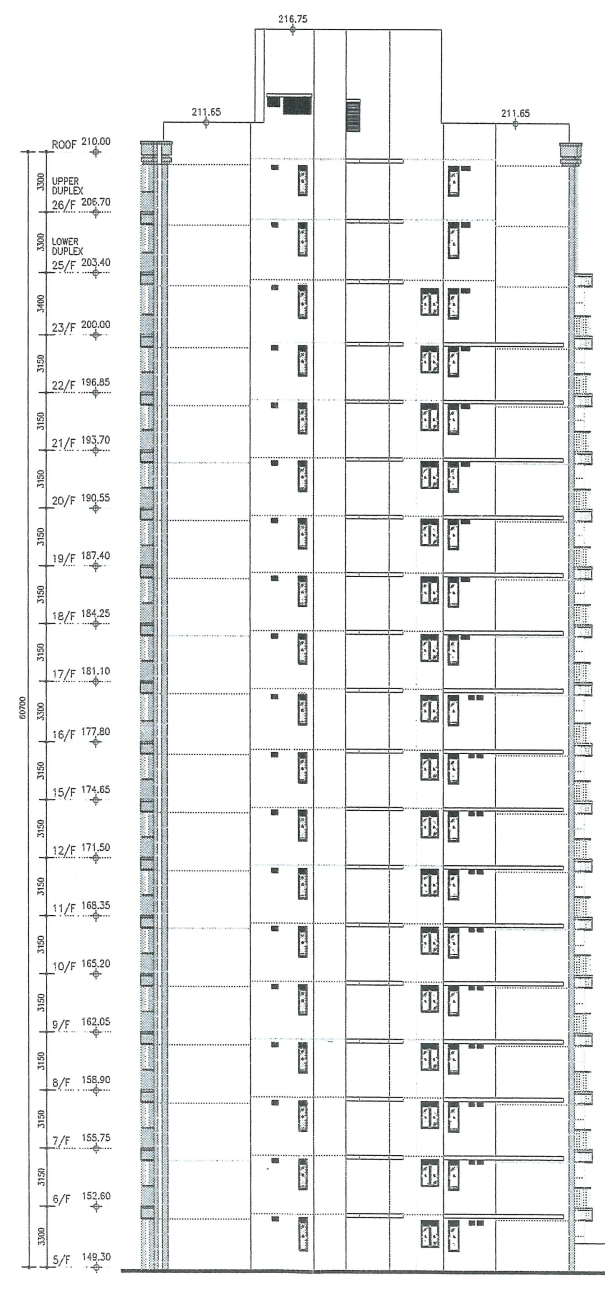 216.75
211.65
211.65
ROOF 210.00
3300
UPPER
DUPLEX
26/F 206.70
3300
LOWER
DUPLEX
25/F 203.40
3400
23/F 200.00
3150
22/F 196.85
3150
21/F 193.70
3150
20/F 190.55
3150
19/F 187.40
3150
18/F 184.25
3150
17/F 181.10
60700
3300
16/F 177.80
3150
15/F 174.65
3150
12/F 171.50
3150
11/F 168.35
3150
10/F 165.20
3150
9/F 162.05
3150
8/F 158.90
3150
7/F 155.75
3150
6/F 152.60
3300
5/F 149.30